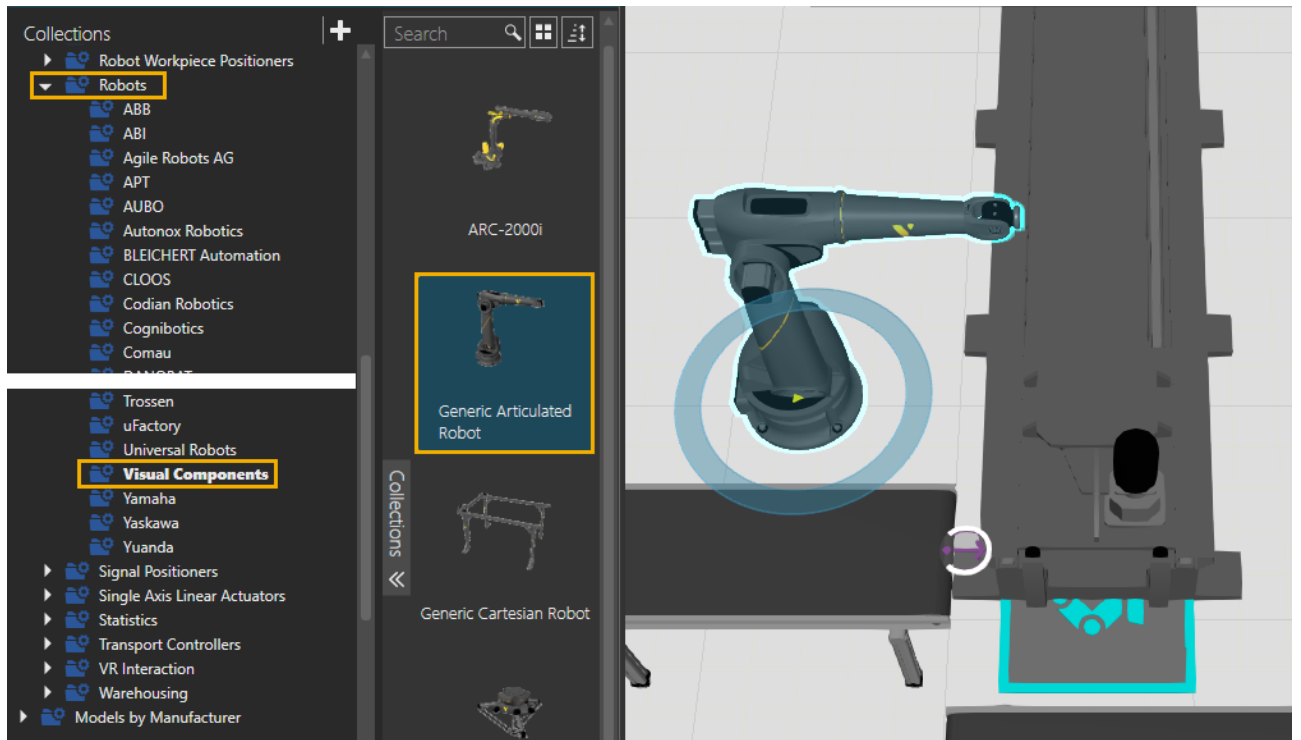 Collections
Robot Workpiece Positioners
Robots
ABB
ABI
Agile Robots AG
APT
AUBO
Autonox Robotics
BLEICHERT Automation
CLOOS
Codian Robotics
Cognibotics
Comau
Trossen
uFactory
Universal Robots
Visual Components
Yamaha
Yaskawa
Yuanda
Signal Positioners
Single Axis Linear Actuators
Statistics
Transport Controllers
VR Interaction
Warehousing
Models by Manufacturer
Search
ARC-2000i
Generic Articulated
Robot
Collections
Generic Cartesian Robot